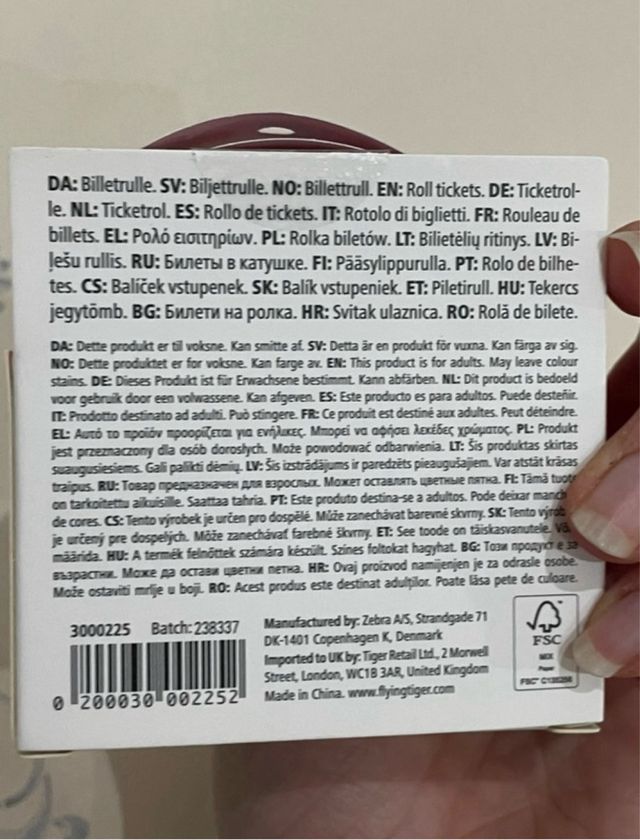 DA: Billetrulle. SV: Biljettrulle. NO: Billettrull. EN: Roll tickets. DE: Ticketrol-
le. NL: Ticketrol. ES: Rollo de tickets. IT: Rotolo di biglietti. FR: Rouleau de
billets. EL: Ρολό εισιτηρίων. PL: Rolka biletów. LT: Bilietėlių ritinys. LV: Bi-
ļešu rullis. RU: Билеты в катушке. FI: Pääsylippurulla. PT: Rolo de bilhe-
tes. CS: Balíček vstupenek. SK: Balík vstupeniek. ET: Piletirull. HU: Tekercs
jegytömb. BG: Билети на ролка. HR: Svitak ulaznica. RO: Rolă de bilete.
DA: Dette produkt er til voksne. Kan smitte af. SV: Detta är en produkt för vuxna. Kan färga av sig.
NO: Dette produktet er for voksne. Kan farge av. EN: This product is for adults. May leave colour
stains. DE: Dieses Produkt ist für Erwachsene bestimmt. Kann abfärben. NL: Dit product is bedoeld
voor gebruik door een volwassene. Kan afgeven. ES: Este producto es para adultos. Puede desteñir.
IT: Prodotto destinato ad adulti. Può stingere. FR: Ce produit est destiné aux adultes. Peut déteindre.
EL: Αυτό το προϊόν προορίζεται για ενήλικες. Μπορεί να αφήσει λεκέδες χρώματος. PL: Produkt
jest przeznaczony dla osób dorosłych. Może powodować odbarwienia. LT: Šis produktas skirtas
suaugusiesiems. Gali palikti dėmių. LV: Šis izstrādājums ir paredzēts pieaugušajiem. Var atstāt krāsas
traipus. RU: Товар предназначен для взрослых. Может оставлять цветные пятна. FI: Tämä tuote
on tarkoitettu aikuisille. Saattaa tahria. PT: Este produto destina-se a adultos. Pode deixar
de cores. CS: Tento výrobek je určen pro dospělé. Může zanechávat barevné skvrny. SK: Tento
je určený pre dospelých. Môže zanechávať farebné škvrny. ET: See toode on täiskasvanutele.
määrida. HU: A termék felnőttek számára készült. Színes foltokat hagyhat. BG: Този продукт е за
възрастни. Може да остави цветни петна. HR: Ovaj proizvod namijenjen je za odrasle osobe.
Može ostaviti mrlje u boji. RO: Acest produs este destinat adulților. Poate lăsa pete de culoare.
3000225 Batch: 238337
0 200030 002252
Manufactured by: Zebra A/S, Strandgade 71
DK-1401 Copenhagen K, Denmark
Imported to UK by: Tiger Retail Ltd., 2 Morwell
Street, London, WC1B 3AR, United Kingdom
Made in China. www.flyingtiger.com
FSC
MIX
Paper